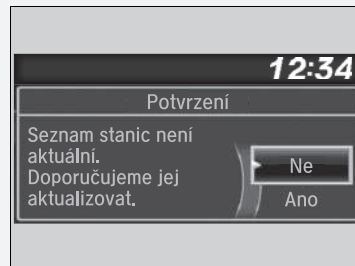 12:34
Potvrzení
Seznam stanic není
aktuální.
Doporučujeme jej
aktualizovat.
Ne
Ano